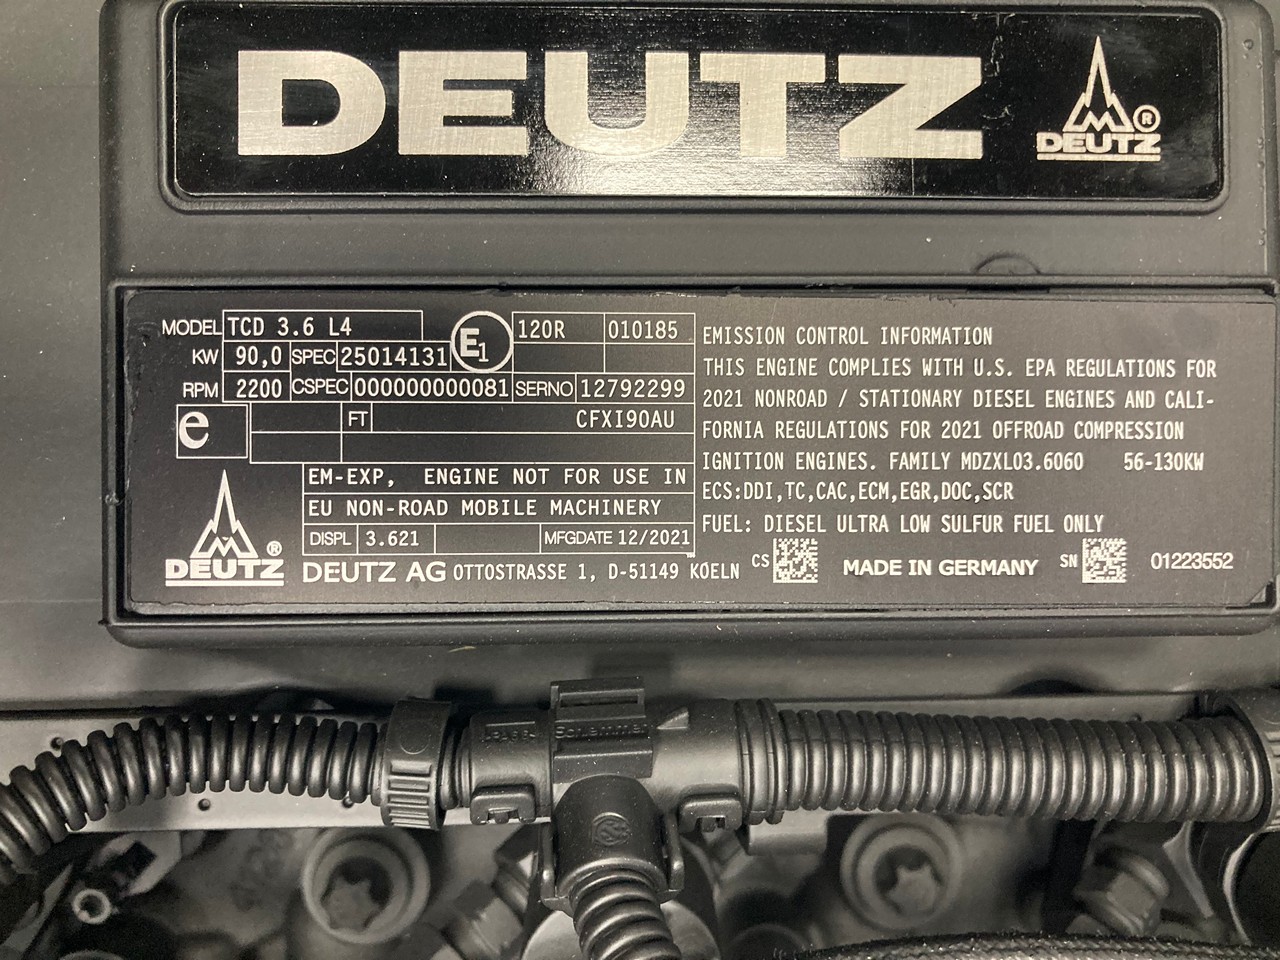 DEUTZ
DEUTZ ®
MODEL TCD 3.6 L4
E1 120R 010185
KW 90,0 SPEC 25014131
RPM 2200 CSPEC 000000000081 SERNO 12792299
e FT CFXI90AU
EM-EXP, ENGINE NOT FOR USE IN
EU NON-ROAD MOBILE MACHINERY
DISPL 3.621 MFGDATE 12/2021
DEUTZ ®
DEUTZ AG OTTOSTRASSE 1, D-51149 KOELN
EMISSION CONTROL INFORMATION
THIS ENGINE COMPLIES WITH U.S. EPA REGULATIONS FOR
2021 NONROAD / STATIONARY DIESEL ENGINES AND CALI-
FORNIA REGULATIONS FOR 2021 OFFROAD COMPRESSION
IGNITION ENGINES. FAMILY MDZXL03.6060 56-130KW
ECS:DDI,TC,CAC,ECM,EGR,DOC,SCR
FUEL: DIESEL ULTRA LOW SULFUR FUEL ONLY
CS MADE IN GERMANY SN 01223552
Schlemmer